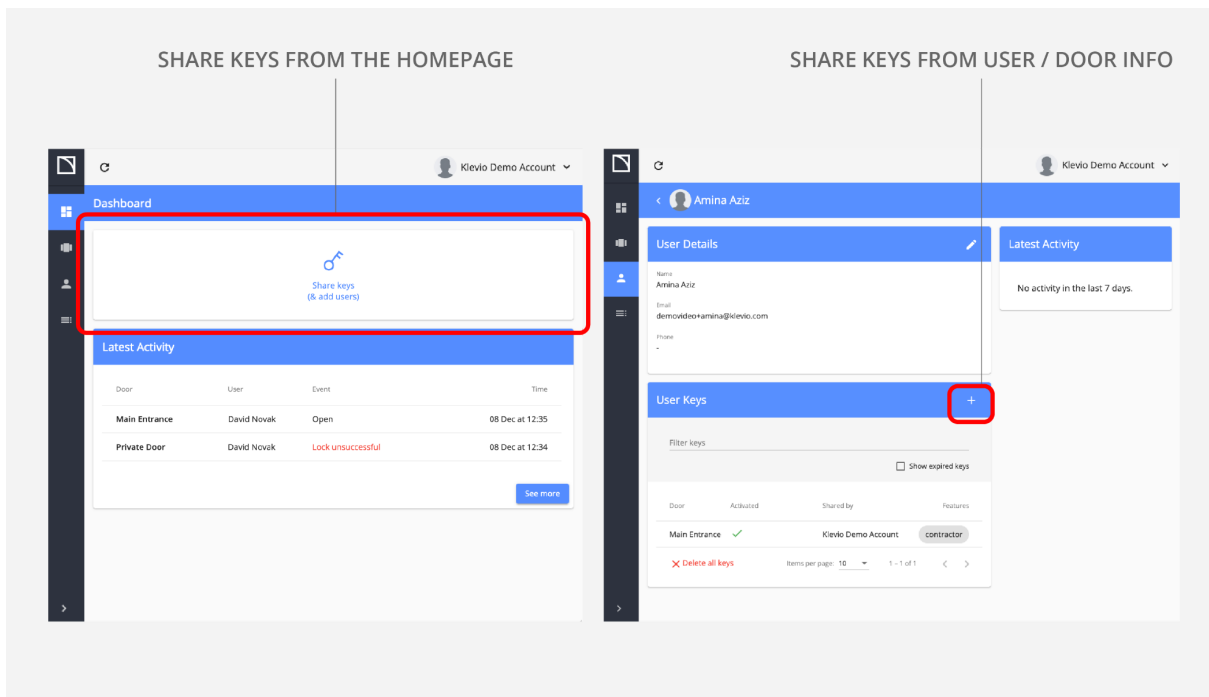 SHARE KEYS FROM THE HOMEPAGE
SHARE KEYS FROM USER / DOOR INFO
Klevio Demo Account
Dashboard
Share keys
(& add users)
Latest Activity
Door User Event Time
Main Entrance David Novak Open 08 Dec at 12:35
Private Door David Novak Lock unsuccessful 08 Dec at 12:34
See more
Klevio Demo Account
Amina Aziz
User Details
Name
Amina Aziz
Email
demovideo+amina@klevio.com
Phone
-
Latest Activity
No activity in the last 7 days.
User Keys
Filter keys
Show expired keys
Door Activated Shared by Features
Main Entrance Klevio Demo Account contractor
Delete all keys Items per page: 10 1 – 1 of 1